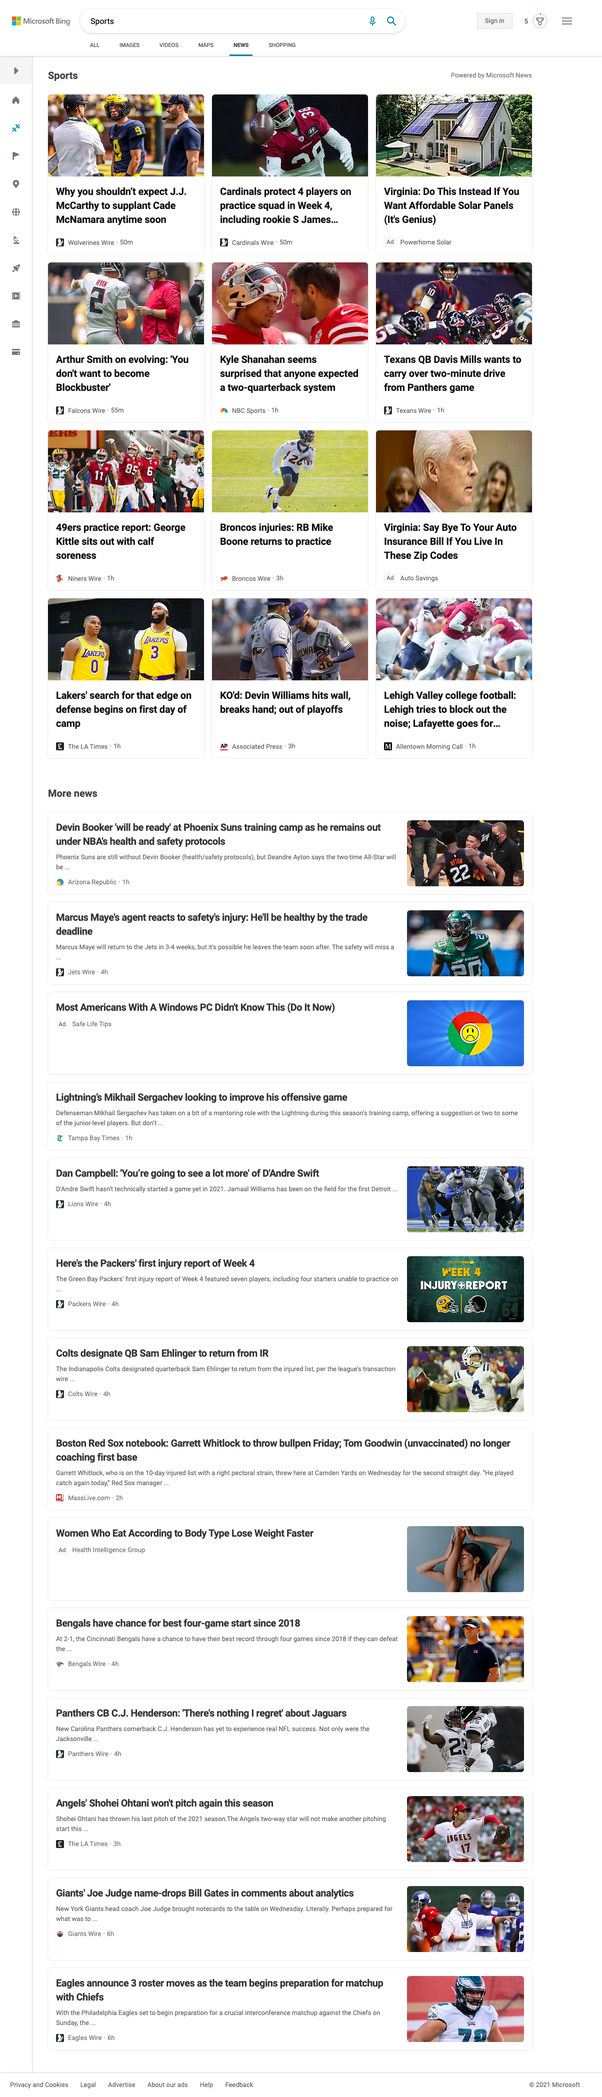 Microsoft Bing
Sports
Sign in
5
ALL IMAGES VIDEOS MAPS NEWS SHOPPING
Sports
Powered by Microsoft News
Why you shouldn't expect J.J.
McCarthy to supplant Cade
McNamara anytime soon
Wolverines Wire · 50m
Cardinals protect 4 players on
practice squad in Week 4,
including rookie S James...
Cardinals Wire · 50m
Virginia: Do This Instead If You
Want Affordable Solar Panels
(It's Genius)
Ad Powerhome Solar
Arthur Smith on evolving: 'You
don't want to become
Blockbuster'
Falcons Wire · 55m
Kyle Shanahan seems
surprised that anyone expected
a two-quarterback system
NBC Sports · 1h
Texans QB Davis Mills wants to
carry over two-minute drive
from Panthers game
Texans Wire · 1h
49ers practice report: George
Kittle sits out with calf
soreness
Niners Wire · 1h
Broncos injuries: RB Mike
Boone returns to practice
Broncos Wire · 3h
Virginia: Say Bye To Your Auto
Insurance Bill If You Live In
These Zip Codes
Ad Auto Savings
LAKERS
0
LAKERS
3
Lakers' search for that edge on
defense begins on first day of
camp
The LA Times · 1h
KO'd: Devin Williams hits wall,
breaks hand; out of playoffs
AP Associated Press · 3h
Lehigh Valley college football:
Lehigh tries to block out the
noise; Lafayette goes for...
Allentown Morning Call · 1h
More news
Devin Booker 'will be ready' at Phoenix Suns training camp as he remains out
under NBA's health and safety protocols
Phoenix Suns are still without Devin Booker (health/safety protocols), but Deandre Ayton says the two-time All-Star will
be ...
Arizona Republic · 1h
AYTON
22
Marcus Maye's agent reacts to safety's injury: He'll be healthy by the trade
deadline
Marcus Maye will return to the Jets in 3-4 weeks, but it's possible he leaves the team soon after. The safety will miss a
...
Jets Wire · 4h
NEW YORK
20
Most Americans With A Windows PC Didn't Know This (Do It Now)
Ad Safe Life Tips
Lightning's Mikhail Sergachev looking to improve his offensive game
Defenseman Mikhail Sergachev has taken on a bit of a mentoring role with the Lightning during this season's training camp, offering a suggestion or two to some
of the junior-level players. But don't ...
Tampa Bay Times · 1h
Dan Campbell: 'You're going to see a lot more' of D'Andre Swift
D'Andre Swift hasn't technically started a game yet in 2021. Jamaal Williams has been on the field for the first Detroit ...
Lions Wire · 4h
Here's the Packers' first injury report of Week 4
The Green Bay Packers' first injury report of Week 4 featured seven players, including four starters unable to practice on
...
Packers Wire · 4h
WEEK 4
INJURY+REPORT
Colts designate QB Sam Ehlinger to return from IR
The Indianapolis Colts designated quarterback Sam Ehlinger to return from the injured list, per the league's transaction
wire ...
Colts Wire · 4h
4
Boston Red Sox notebook: Garrett Whitlock to throw bullpen Friday; Tom Goodwin (unvaccinated) no longer
coaching first base
Garrett Whitlock, who is on the 10-day injured list with a right pectoral strain, threw here at Camden Yards on Wednesday for the second straight day. "He played
catch again today," Red Sox manager ...
MassLive.com · 2h
Women Who Eat According to Body Type Lose Weight Faster
Ad Health Intelligence Group
Bengals have chance for best four-game start since 2018
At 2-1, the Cincinnati Bengals have a chance to have their best record through four games since 2018 if they can defeat
the ...
Bengals Wire · 4h
Panthers CB C.J. Henderson: 'There's nothing I regret' about Jaguars
New Carolina Panthers cornerback C.J. Henderson has yet to experience real NFL success. Not only were the
Jacksonville ...
Panthers Wire · 4h
Angels' Shohei Ohtani won't pitch again this season
Shohei Ohtani has thrown his last pitch of the 2021 season.The Angels two-way star will not make another pitching
start this ...
The LA Times · 3h
ANGELS
17
Giants' Joe Judge name-drops Bill Gates in comments about analytics
New York Giants head coach Joe Judge brought notecards to the table on Wednesday. Literally. Perhaps prepared for
what was to ...
Giants Wire · 6h
Eagles announce 3 roster moves as the team begins preparation for matchup
with Chiefs
With the Philadelphia Eagles set to begin preparation for a crucial interconference matchup against the Chiefs on
Sunday, the ...
Eagles Wire · 6h
Privacy and Cookies Legal Advertise About our ads Help Feedback
© 2021 Microsoft